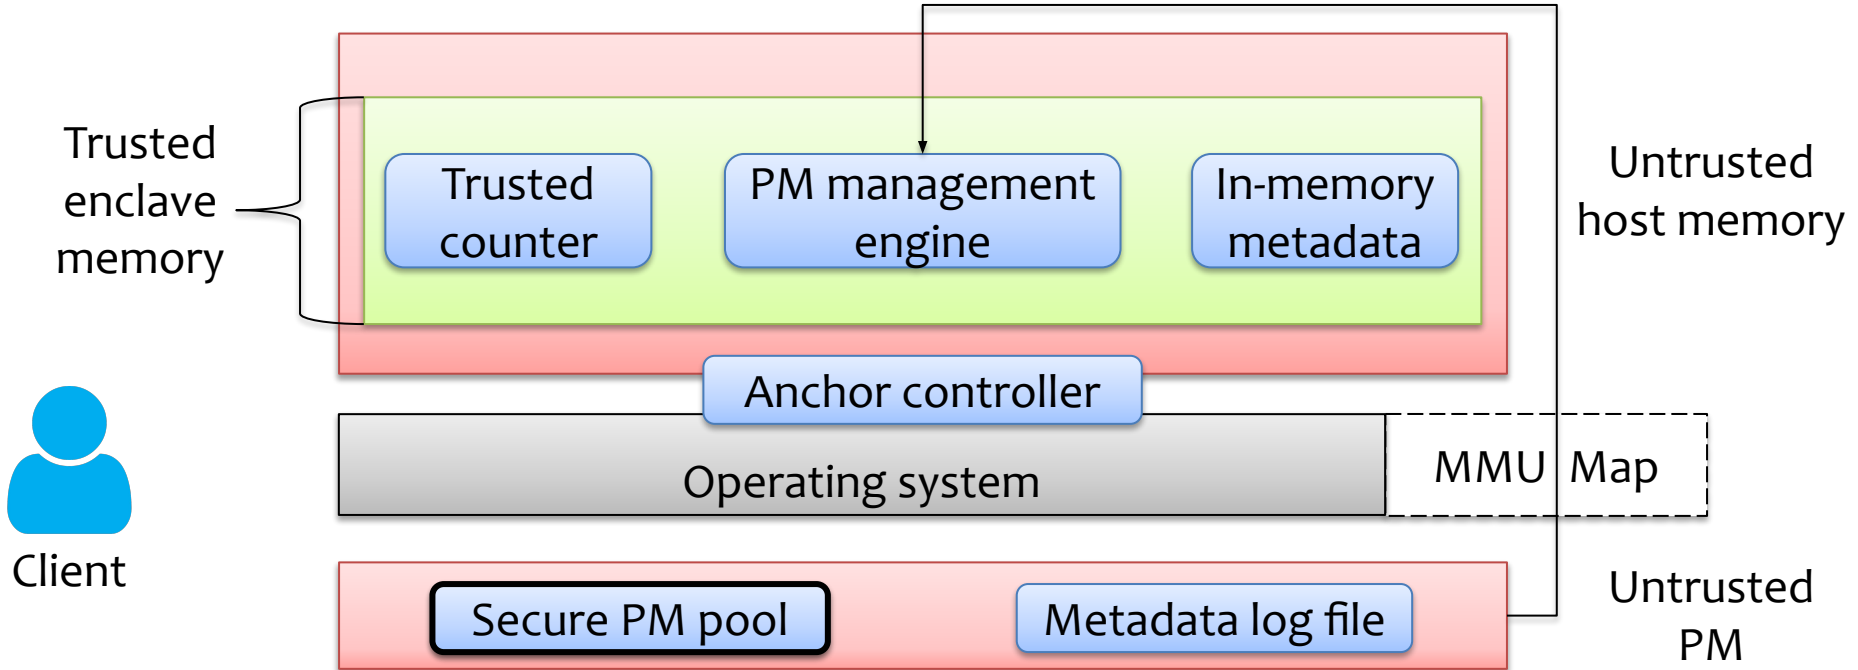 Trusted
enclave
memory
Trusted
counter
PM management
engine
In-memory
metadata
Untrusted
host memory
Anchor controller
Operating system
MMU Map
Client
Secure PM pool
Metadata log file
Untrusted
PM